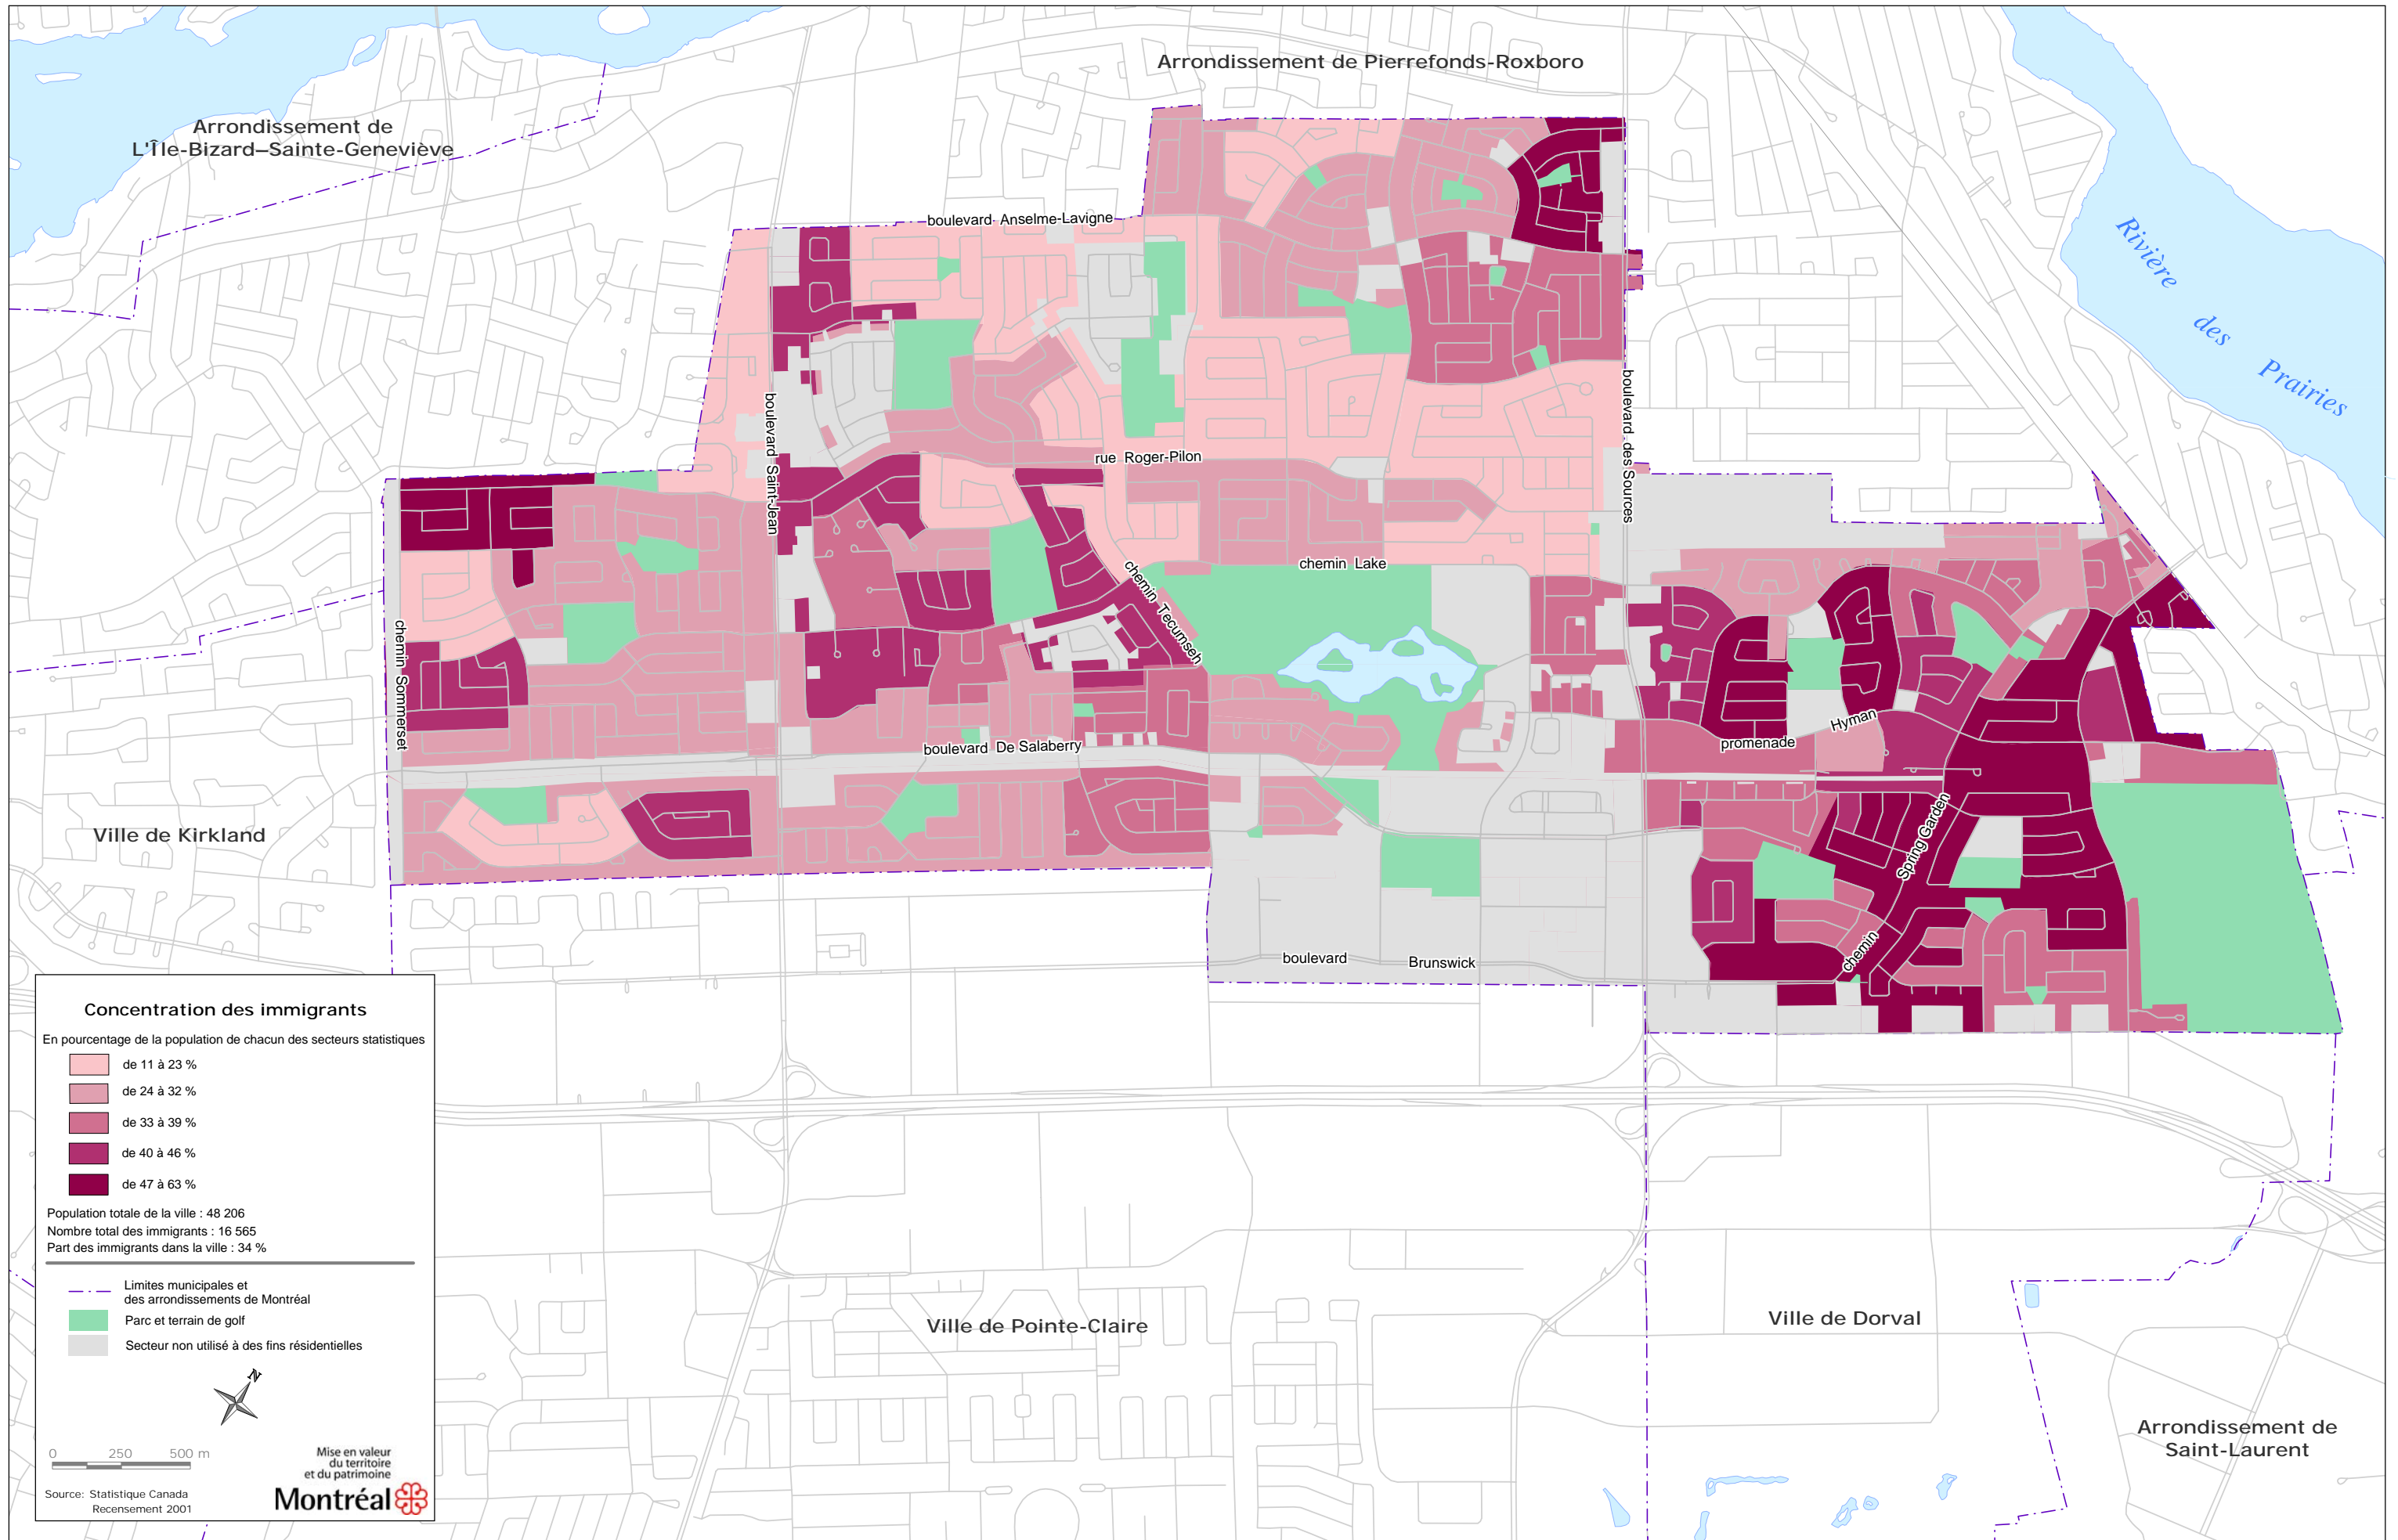 Arrondissement de Pierrefonds-Roxboro
Arrondissement de
L'Île-Bizard–Sainte-Geneviève
Rivière
des
Prairies
boulevard Anselme-Lavigne
boulevard Saint-Jean
boulevard des Sources
rue Roger-Pilon
chemin Lake
chemin Tecumseh
chemin Sommerset
boulevard De Salaberry
promenade Hyman
chemin Spring Garden
boulevard Brunswick
Ville de Kirkland
Ville de Pointe-Claire
Ville de Dorval
Arrondissement de
Saint-Laurent
Concentration des immigrants
En pourcentage de la population de chacun des secteurs statistiques
de 11 à 23 %
de 24 à 32 %
de 33 à 39 %
de 40 à 46 %
de 47 à 63 %
Population totale de la ville : 48 206
Nombre total des immigrants : 16 565
Part des immigrants dans la ville : 34 %
Limites municipales et
des arrondissements de Montréal
Parc et terrain de golf
Secteur non utilisé à des fins résidentielles
N
0 250 500 m
Mise en valeur
du territoire
et du patrimoine
Montréal
Source: Statistique Canada
Recensement 2001